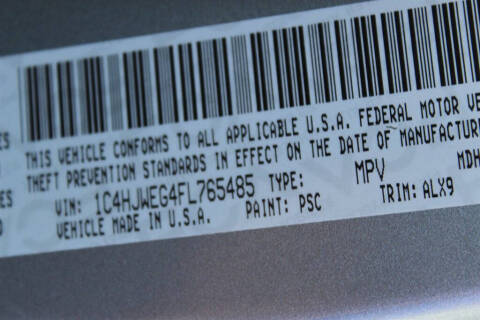 THIS VEHICLE CONFORMS TO ALL APPLICABLE U.S.A. FEDERAL MOTOR VE
THEFT PREVENTION STANDARDS IN EFFECT ON THE DATE OF MANUFACTURE
VIN: 1C4HJWEG4FL765485 TYPE: MPV MDH
VEHICLE MADE IN U.S.A. PAINT: PSC TRIM: ALX9